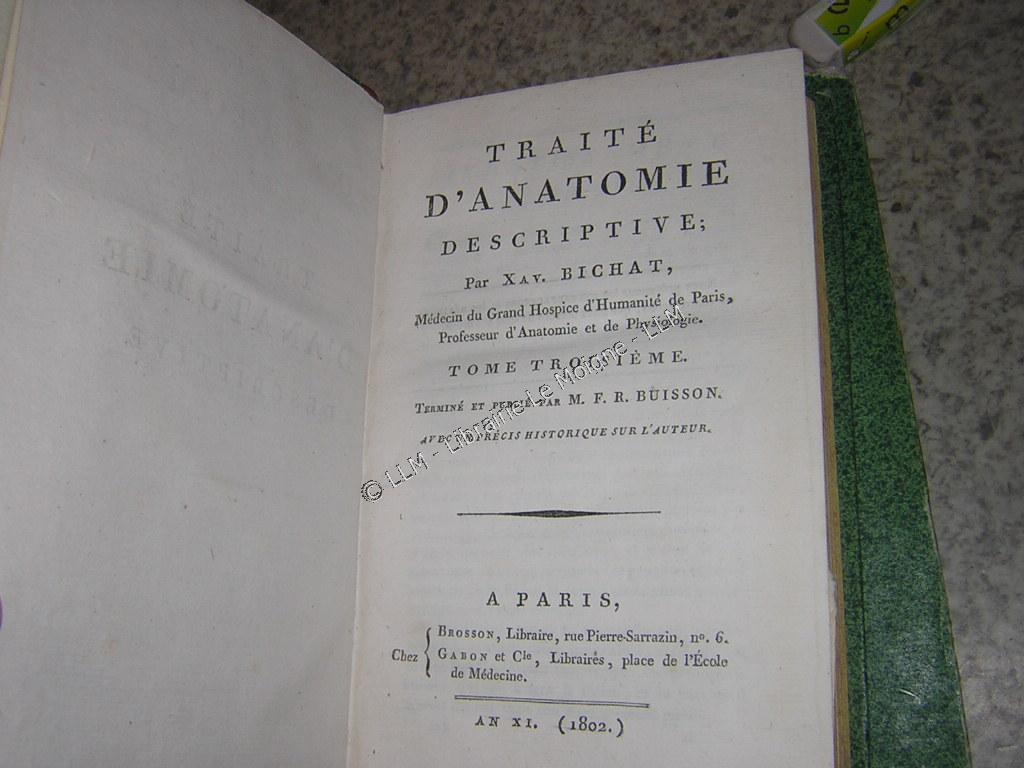 TRAITÉ
D'ANATOMIE
DESCRIPTIVE;
Par XAV. BICHAT,
Médecin du Grand Hospice d'Humanité de Paris,
Professeur d'Anatomie et de Physiologie.
TOME TROISIÈME.
TERMINÉ ET PUBLIÉ PAR M. F. R. BUISSON.
AVEC UN PRÉCIS HISTORIQUE SUR L'AUTEUR.
© LLM - Librairie Le Moigne - LLM
A PARIS,
Chez
BROSSON, Libraire, rue Pierre-Sarrazin, nº. 6.
GABON et Cie, Libraires, place de l'École
de Médecine.
AN XI. (1802.)